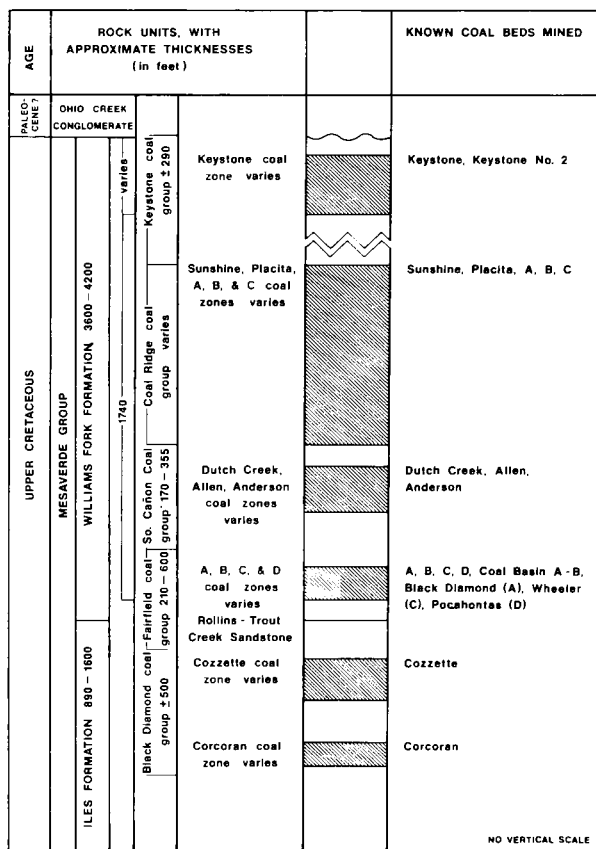 AGE
ROCK UNITS, WITH
APPROXIMATE THICKNESSES
(in feet)
KNOWN COAL BEDS MINED
PALEO-
CENE?
OHIO CREEK
CONGLOMERATE
UPPER CRETACEOUS
MESAVERDE GROUP
WILLIAMS FORK FORMATION, 3600-4200
ILES FORMATION 890-1600
varies
1740
Keystone coal
group ± 290
Coal Ridge coal
group varies
So. Cañon Coal
group 170-355
Fairfield coal
group 210-600
Black Diamond coal
group ±500
Keystone coal
zone varies
Keystone, Keystone No. 2
Sunshine, Placita,
A, B, & C coal
zones varies
Sunshine, Placita, A, B, C
Dutch Creek,
Allen, Anderson
coal zones
varies
Dutch Creek, Allen,
Anderson
A, B, C, & D
coal zones
varies
A, B, C, D, Coal Basin A-B,
Black Diamond (A), Wheeler
(C), Pocahontas (D)
Rollins-Trout
Creek Sandstone
Cozzette coal
zone varies
Cozzette
Corcoran coal
zone varies
Corcoran
NO VERTICAL SCALE